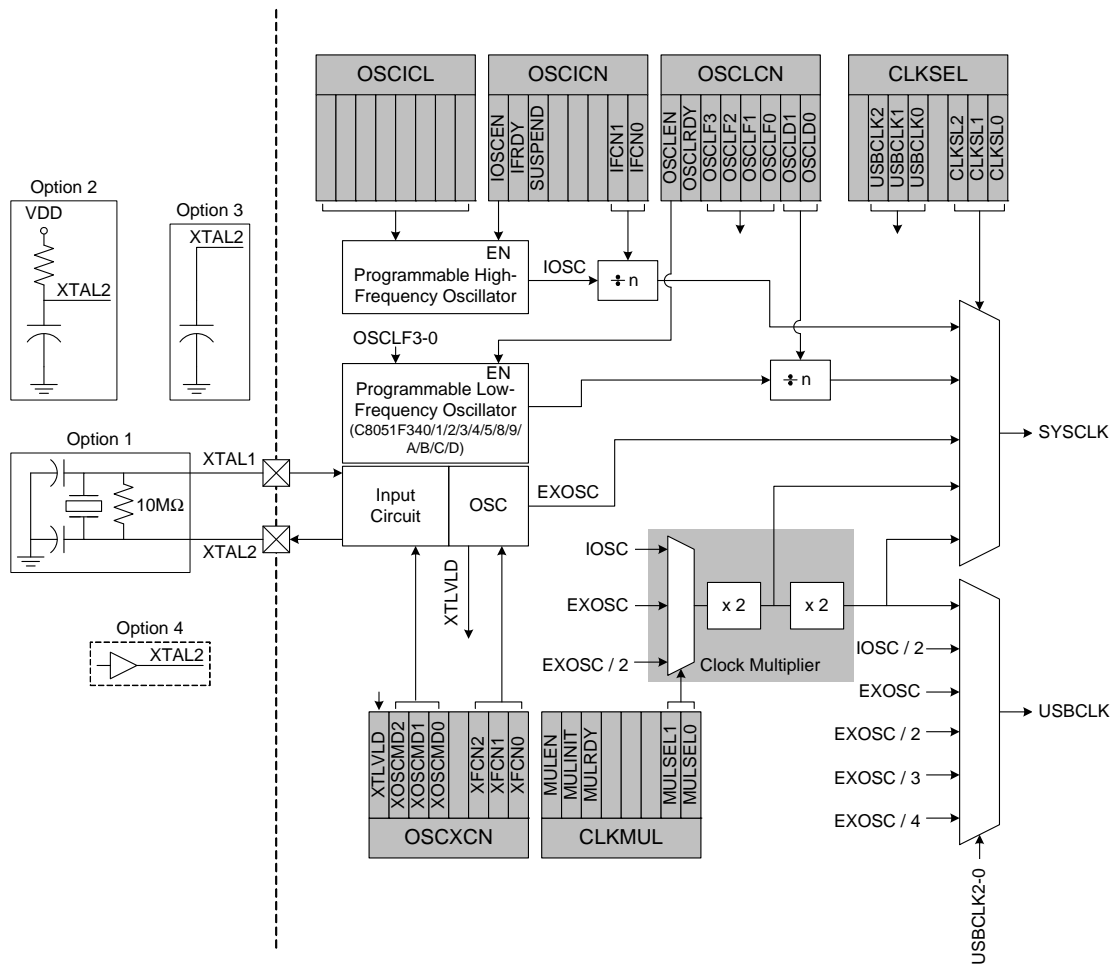 OSCICL
OSCICN
OSCLCN
CLKSEL
IOSCEN
IFRDY
SUSPEND
IFCN1
IFCN0
OSCLEN
OSCLRDY
OSCLF3
OSCLF2
OSCLF1
OSCLF0
OSCLD1
OSCLD0
USBCLK2
USBCLK1
USBCLK0
CLKSL2
CLKSL1
CLKSL0
Option 2
VDD
XTAL2
Option 3
XTAL2
EN
Programmable High-
Frequency Oscillator
IOSC
÷ n
OSCLF3-0
EN
Programmable Low-
Frequency Oscillator
(C8051F340/1/2/3/4/5/8/9/
A/B/C/D)
÷ n
SYSCLK
Option 1
10MΩ
XTAL1
XTAL2
Input
Circuit
OSC
EXOSC
XTLVLD
IOSC
EXOSC
EXOSC / 2
x 2
x 2
Clock Multiplier
Option 4
XTAL2
IOSC / 2
EXOSC
EXOSC / 2
EXOSC / 3
EXOSC / 4
USBCLK
USBCLK2-0
XTLVLD
XOSCMD2
XOSCMD1
XOSCMD0
XFCN2
XFCN1
XFCN0
OSCXCN
MULEN
MULINIT
MULRDY
MULSEL1
MULSEL0
CLKMUL